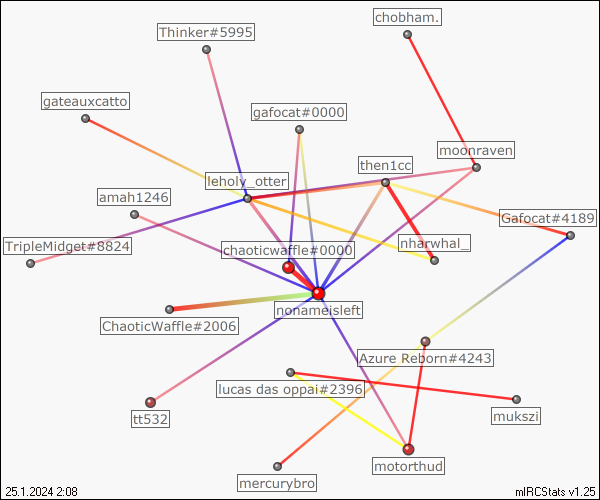 chobham.
Thinker#5995
gateauxcatto
gafocat#0000
moonraven
then1cc
leholy_otter
amah1246
Gafocat#4189
nharwhal_
TripleMidget#8824
chaoticwaffle#0000
nonameisleft
ChaoticWaffle#2006
Azure Reborn#4243
lucas das oppai#2396
mukszi
tt532
motorthud
mercurybro
25.1.2024 2:08
mIRCStats v1.25